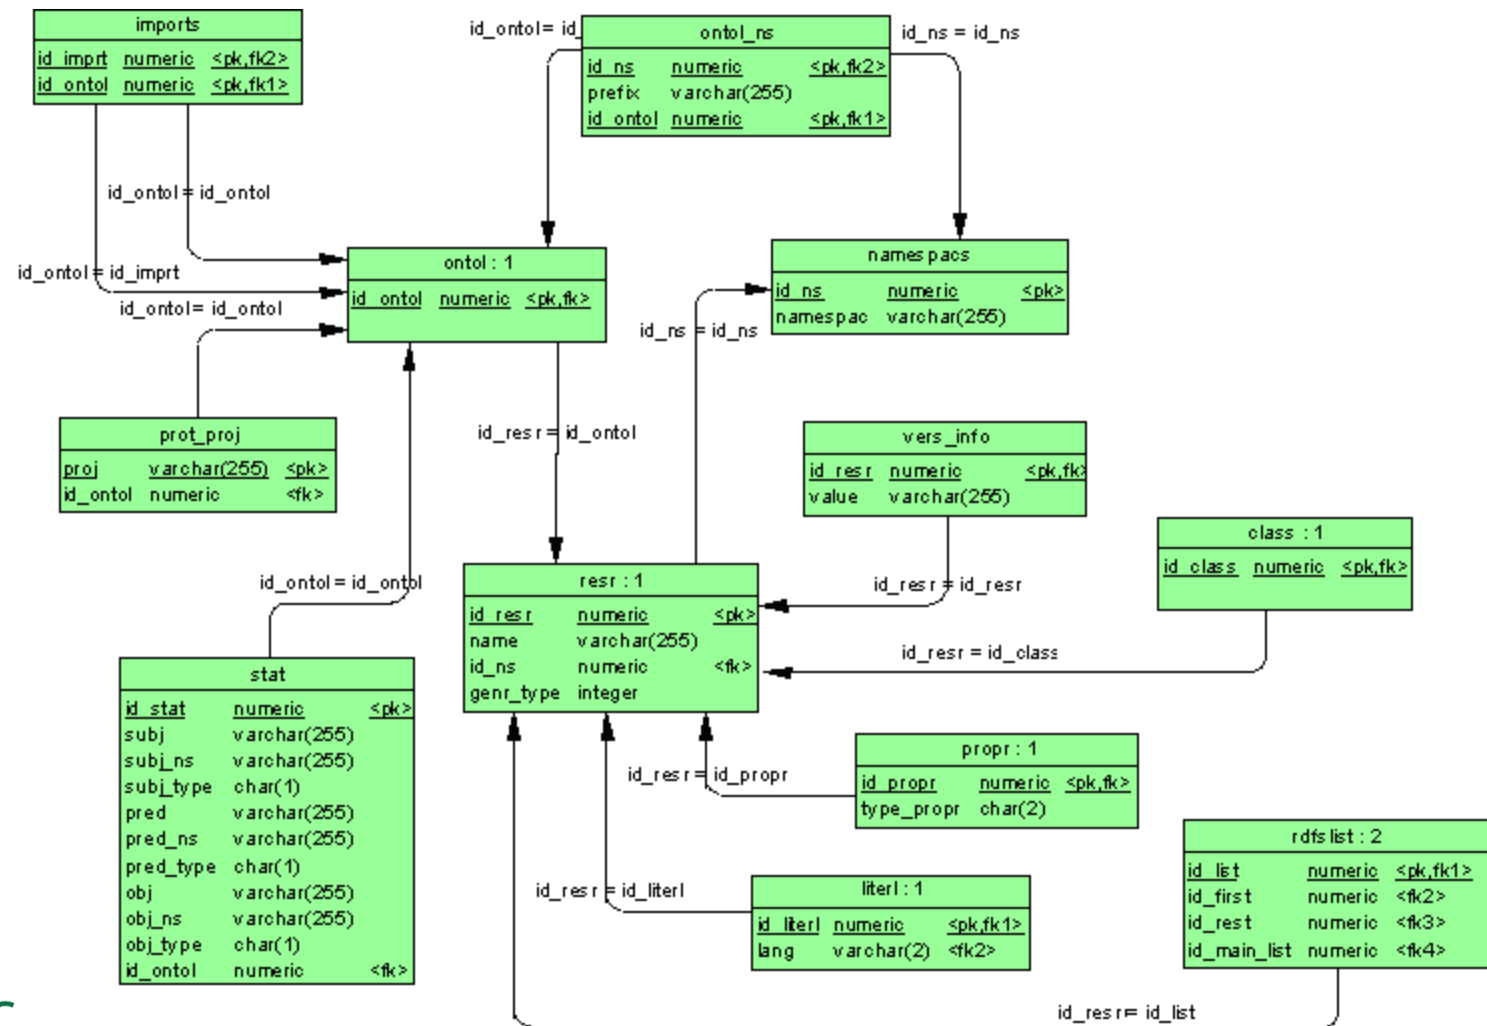 imports
id_imprt numeric <pk,fk2>
id_ontol numeric <pk,fk1>
id_ontol= id_
ontol_ns
id_ns numeric <pk,fk2>
prefix varchar(255)
id_ontol numeric <pk,fk1>
id_ns = id_ns
id_ontol = id_ontol
id_ontol = id_imprt
id_ontol= id_ontol
ontol : 1
id_ontol numeric <pk,fk>
namespacs
id_ns numeric <pk>
namespac varchar(255)
id_ns = id_ns
prot_proj
proj varchar(255) <pk>
id_ontol numeric <fk>
id_resr = id_ontol
vers_info
id_resr numeric <pk,fk>
value varchar(255)
class : 1
id_class numeric <pk,fk>
id_ontol = id_ontol
resr : 1
id_resr numeric <pk>
name varchar(255)
id_ns numeric <fk>
genr_type integer
id_resr = id_resr
id_resr = id_class
stat
id_stat numeric <pk>
subj varchar(255)
subj_ns varchar(255)
subj_type char(1)
pred varchar(255)
pred_ns varchar(255)
pred_type char(1)
obj varchar(255)
obj_ns varchar(255)
obj_type char(1)
id_ontol numeric <fk>
id_resr = id_propr
propr : 1
id_propr numeric <pk,fk>
type_propr char(2)
id_resr = id_literl
literl : 1
id_literl numeric <pk,fk1>
lang varchar(2) <fk2>
rdfslist : 2
id_list numeric <pk,fk1>
id_first numeric <fk2>
id_rest numeric <fk3>
id_main_list numeric <fk4>
id_resr= id_list